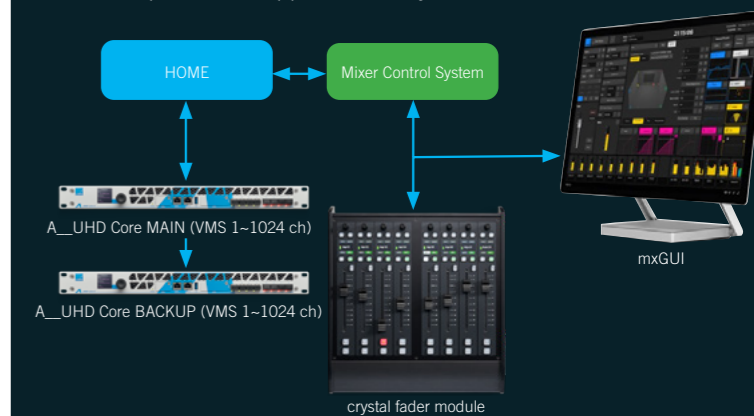 HOME
Mixer Control System
A__UHD Core MAIN (VMS 1~1024 ch)
A__UHD Core BACKUP (VMS 1~1024 ch)
mxGUI
crystal fader module